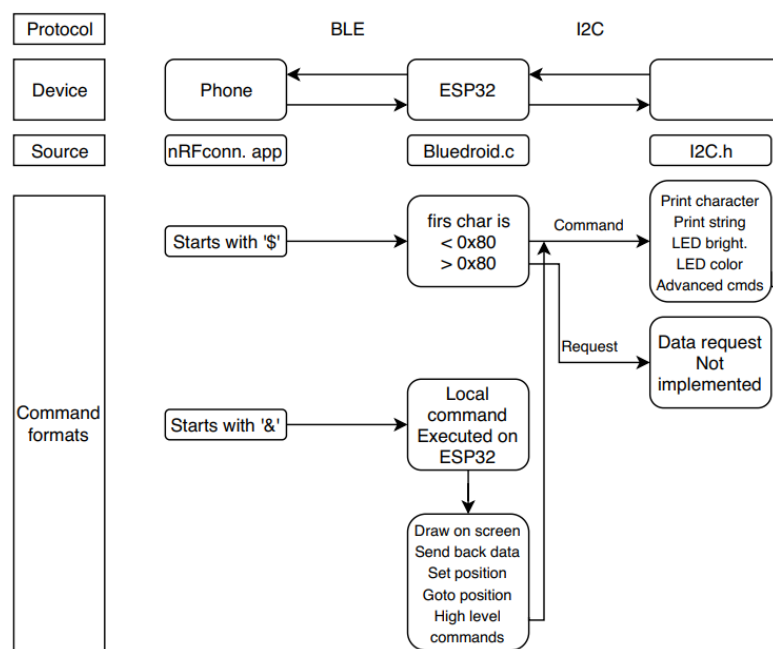 Protocol
BLE
I2C
Device
Phone
ESP32
Source
nRFconn. app
Bluedroid.c
I2C.h
Command
formats
Starts with '$'
firs char is
< 0x80
> 0x80
Command
Print character
Print string
LED bright.
LED color
Advanced cmds
Request
Data request
Not
implemented
Starts with '&'
Local
command
Executed on
ESP32
Draw on screen
Send back data
Set position
Goto position
High level
commands